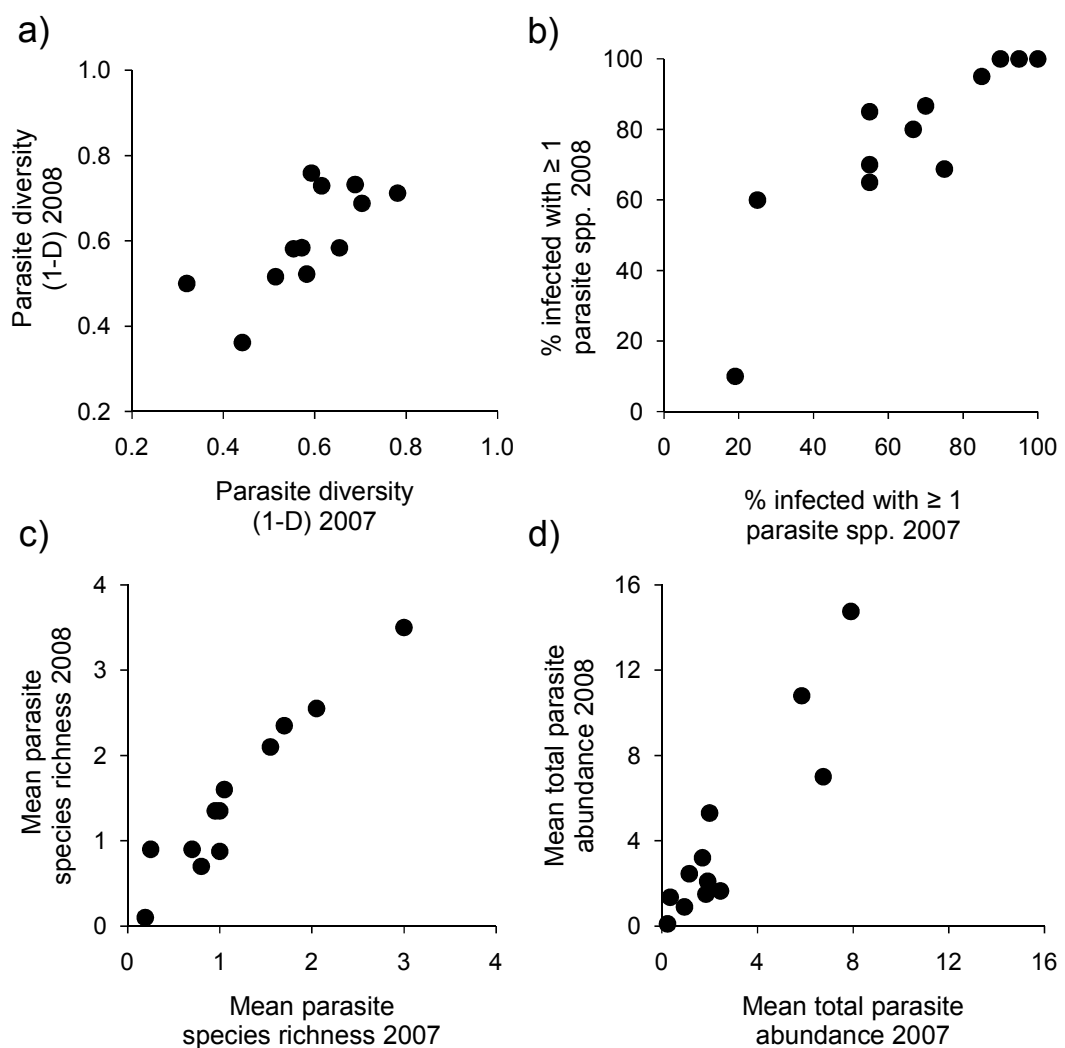 a)
Parasite diversity
(1-D) 2008
1.0
0.8
0.6
0.4
0.2
0.2 0.4 0.6 0.8 1.0
Parasite diversity
(1-D) 2007
b)
% infected with ≥ 1
parasite spp. 2008
100
80
60
40
20
0
0 20 40 60 80 100
% infected with ≥ 1
parasite spp. 2007
c)
Mean parasite
species richness 2008
4
3
2
1
0
0 1 2 3 4
Mean parasite
species richness 2007
d)
Mean total parasite
abundance 2008
16
12
8
4
0
0 4 8 12 16
Mean total parasite
abundance 2007